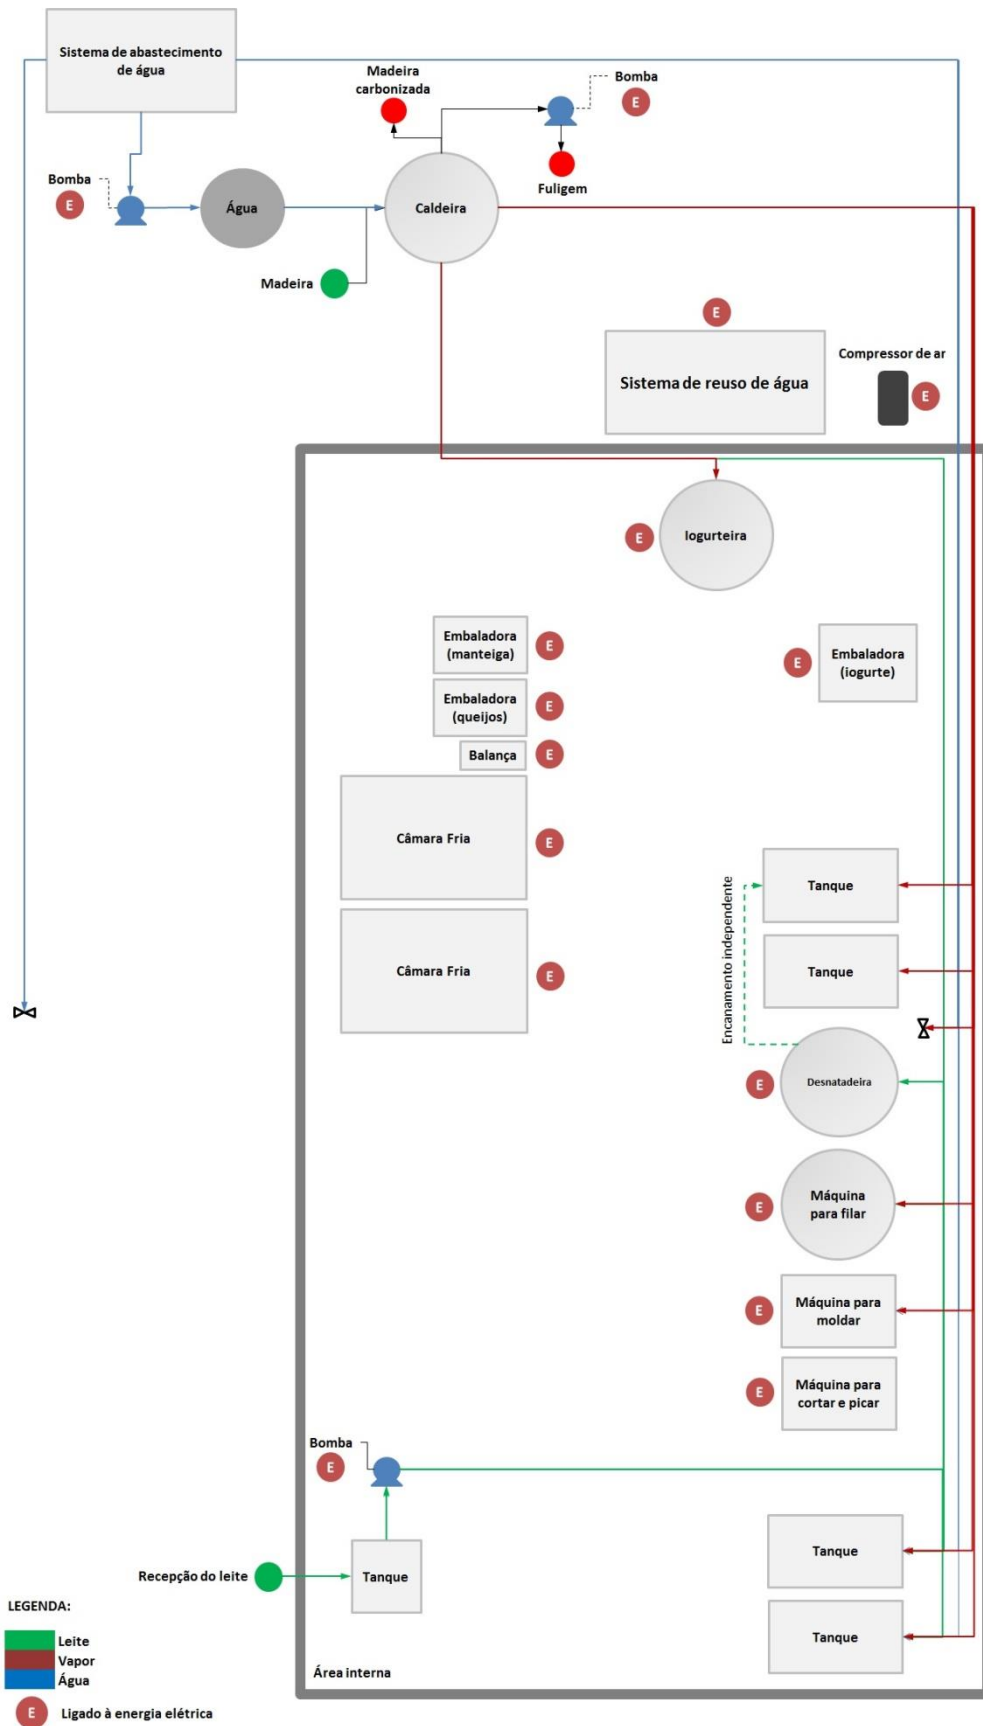 Sistema de abastecimento
de água
Madeira
carbonizada
Bomba
E
Fuligem
Bomba
E
Água
Caldeira
Madeira
E
Sistema de reuso de água
Compressor de ar
E
Iogurteira
E
Embaladora
(manteiga)
E
Embaladora
(iogurte)
E
Embaladora
(queijos)
E
Balança
E
Câmara Fria
E
Tanque
Encanamento independente
Câmara Fria
E
Tanque
Desnatadeira
E
Máquina
para filar
E
Máquina para
moldar
E
Máquina para
cortar e picar
E
Bomba
E
Tanque
Recepção do leite
Tanque
Tanque
Área interna
LEGENDA:
Leite
Vapor
Água
E Ligado à energia elétrica